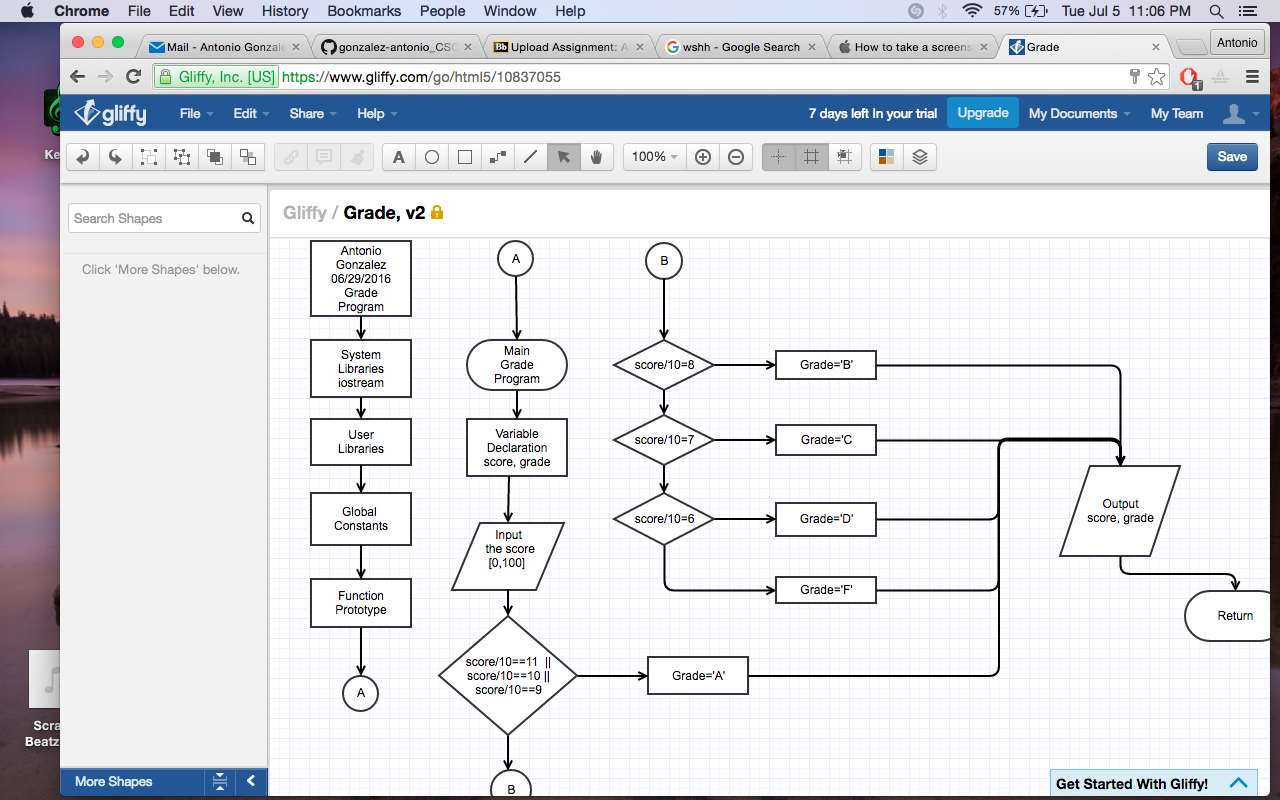 Chrome File Edit View History Bookmarks People Window Help 57% Tue Jul 5 11:06 PM
Mail - Antonio Gonzale
gonzalez-antonio_CSC
Bb Upload Assignment: A
G wshh - Google Search
How to take a screens
Grade
Antonio
Gliffy, Inc. [US] https://www.gliffy.com/go/html5/10837055
1
gliffy File Edit Share Help 7 days left In your trial Upgrade My Documents My Team
A 100% Save
Search Shapes
Click 'More Shapes' below.
Gliffy / Grade, v2
Antonio
Gonzalez
06/29/2016
Grade
Program
System
Libraries
iostream
User
Libraries
Global
Constants
Function
Prototype
A
A
Main
Grade
Program
Variable
Declaration
score, grade
Input
the score
[0,100]
score/10==11 ||
score/10==10 ||
score/10==9
Grade='A'
B
B
score/10=8
Grade='B'
score/10=7
Grade='C
score/10=6
Grade='D'
Grade='F'
Output
score, grade
Return
Ke
Scra
Beatz
More Shapes
Get Started With Gliffy!